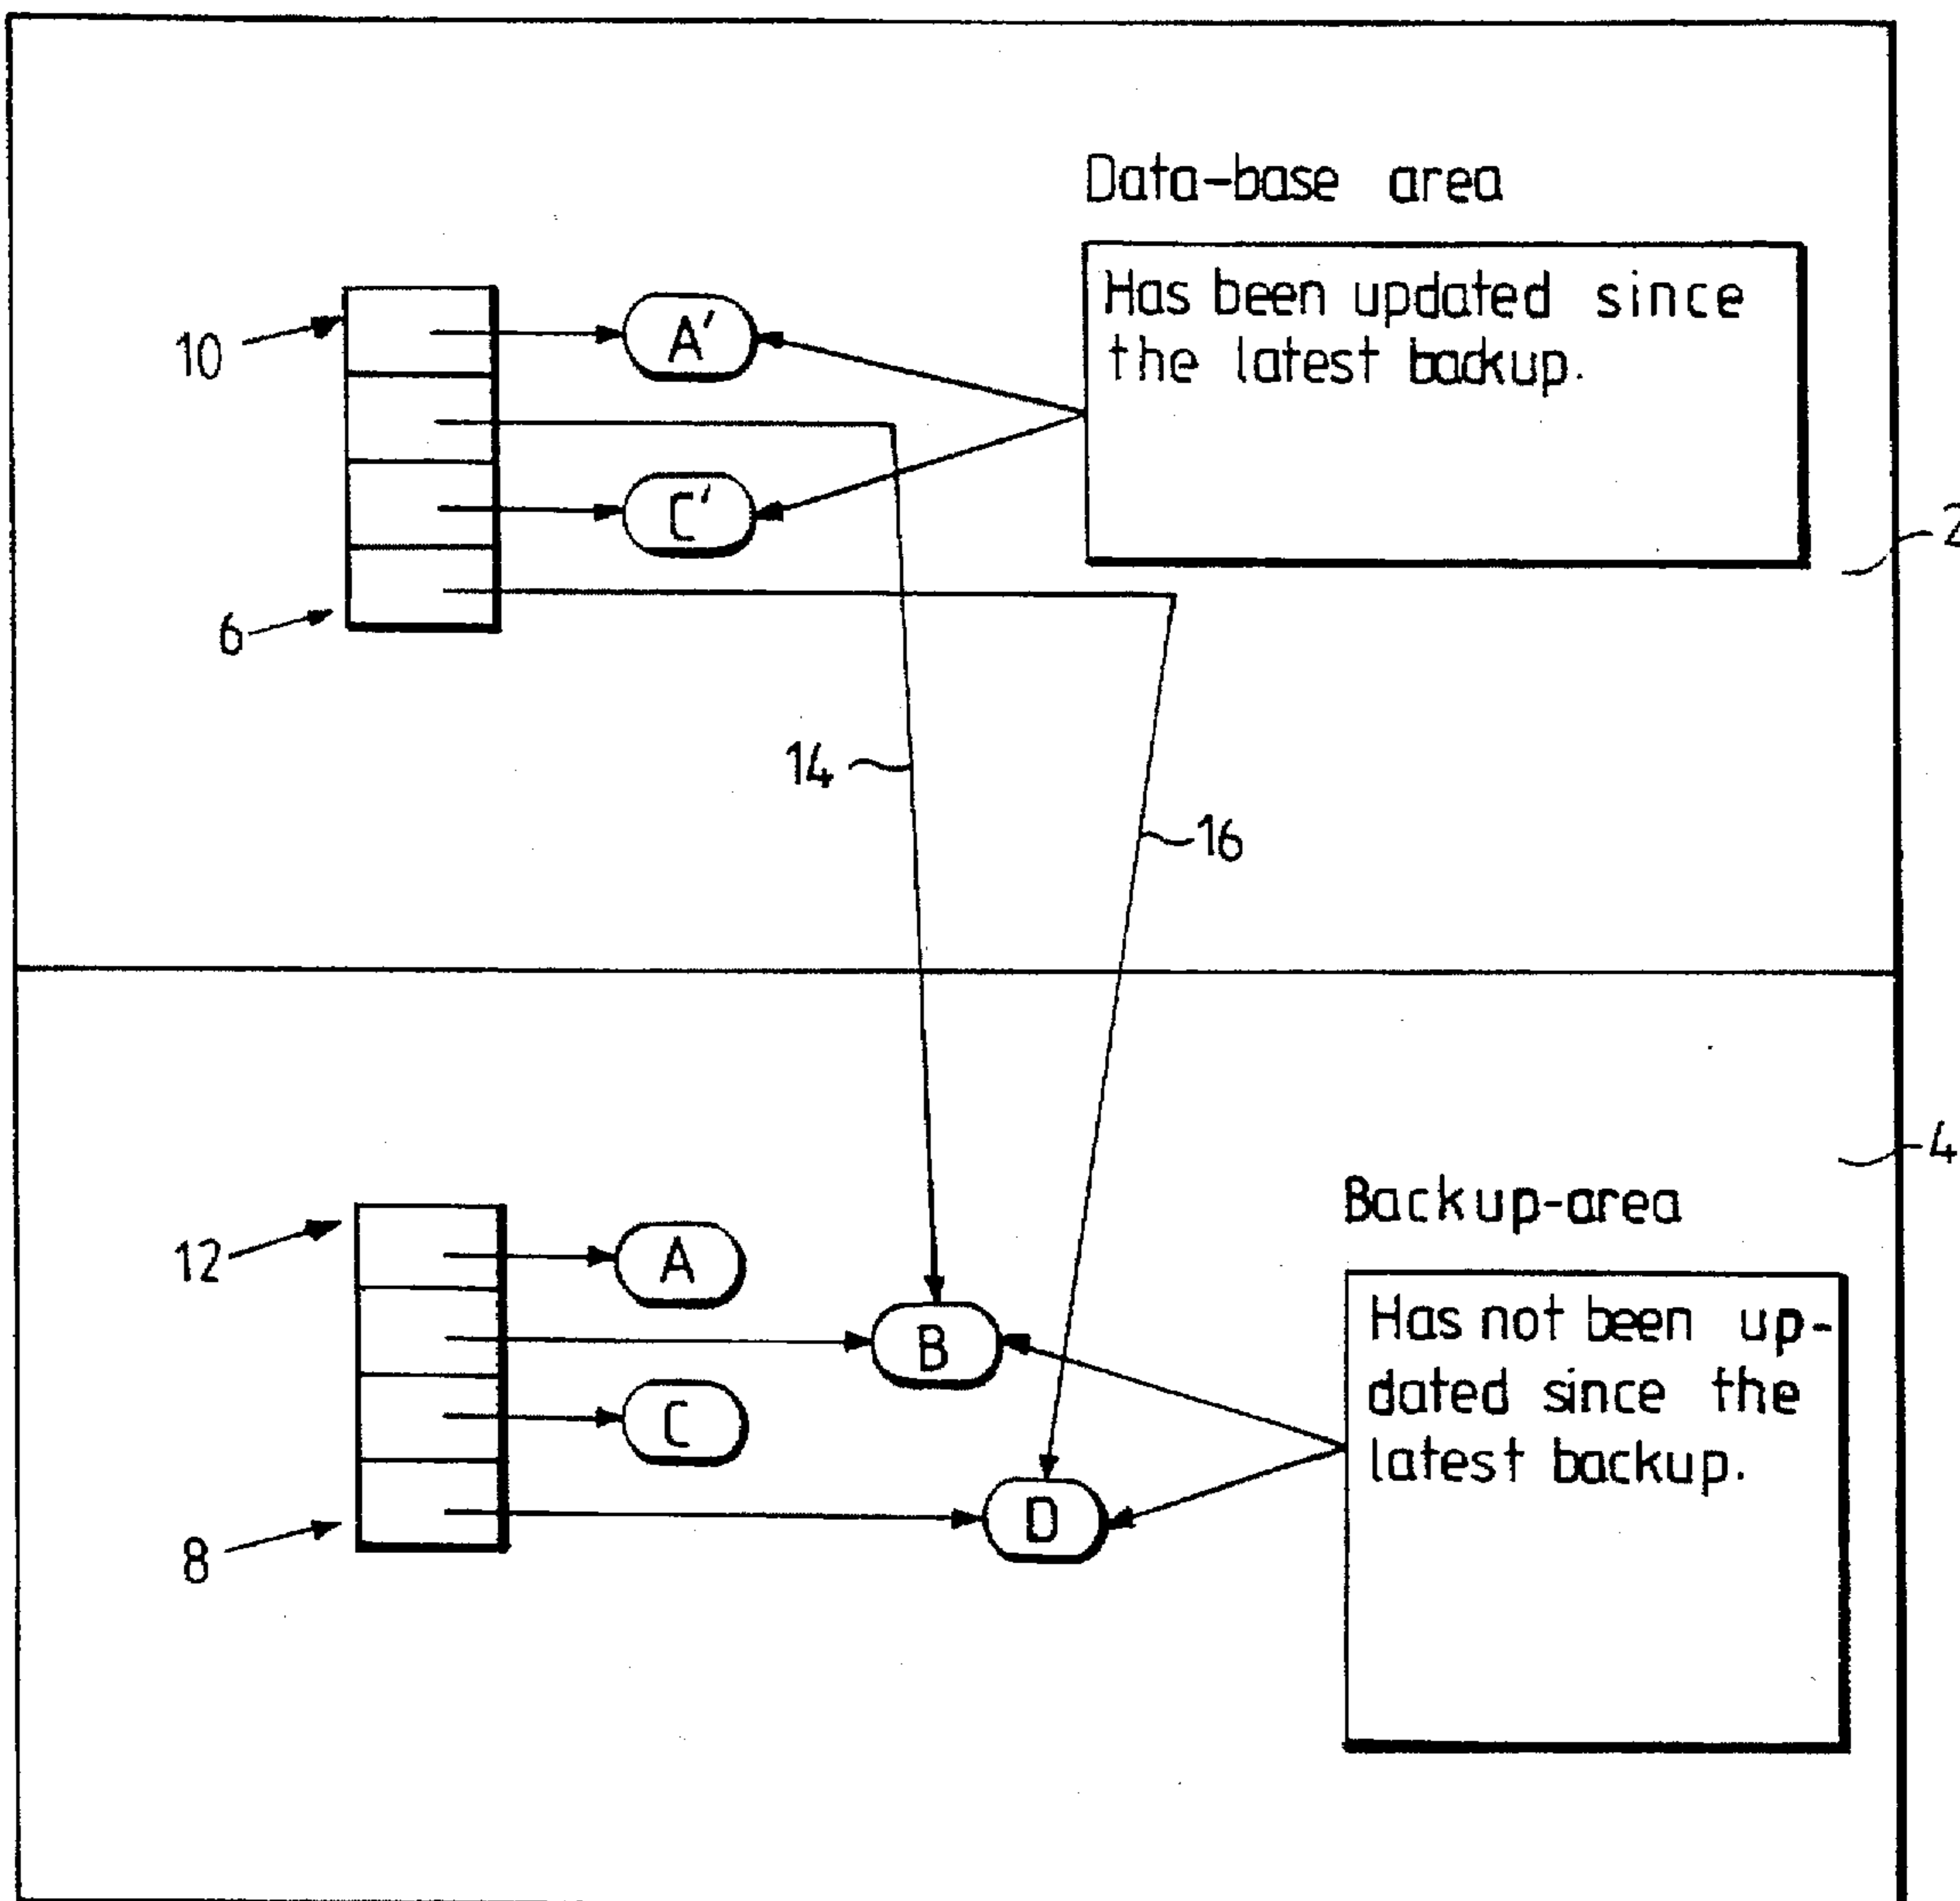 Data-base area
Has been updated since
the latest backup.
10
A'
C'
2
6
14
16
4
Backup-area
12
A
B
Has not been up-
dated since the
latest backup.
C
D
8